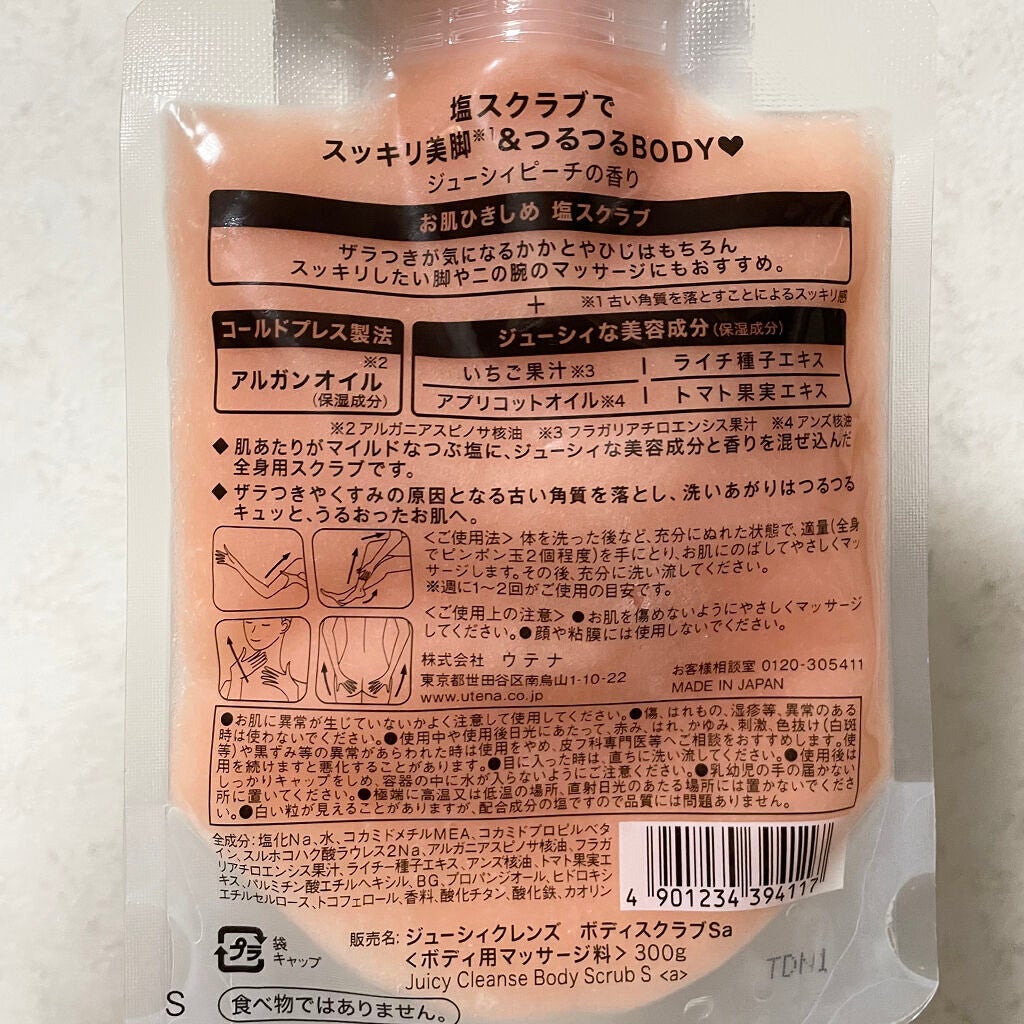 塩スクラブで
スッキリ美脚※1&つるつるBODY♥
ジューシィピーチの香り
お肌ひきしめ 塩スクラブ
ザラつきが気になるかかとやひじはもちろん
スッキリしたい脚や二の腕のマッサージにもおすすめ。
+ ※1 古い角質を落とすことによるスッキリ感
コールドプレス製法
※2
アルガンオイル
(保湿成分)
ジューシィな美容成分(保湿成分)
いちご果汁※3 ライチ種子エキス
アプリコットオイル※4 トマト果実エキス
※2 アルガニアスピノサ核油 ※3 フラガリアチロエンシス果汁 ※4 アンズ核油
◆ 肌あたりがマイルドなつぶ塩に、ジューシィな美容成分と香りを混ぜ込んだ
全身用スクラブです。
◆ ザラつきやくすみの原因となる古い角質を落とし、洗いあがりはつるつる
キュッと、うるおったお肌へ。
<ご使用法> 体を洗った後など、充分にぬれた状態で、適量(全身
でピンポン玉2個程度)を手にとり、お肌にのばしてやさしくマッ
サージします。その後、充分に洗い流してください。
※週に1~2回がご使用の目安です。
<ご使用上の注意> ●お肌を傷めないようにやさしくマッサージ
してください。●顔や粘膜には使用しないでください。
株式会社 ウテナ
東京都世田谷区南烏山1-10-22
www.utena.co.jp
お客様相談室 0120-305411
MADE IN JAPAN
●お肌に異常が生じていないかよく注意して使用してください。●傷、はれもの、湿疹等、異常のある
時は使わないでください。●使用中や使用後日光にあたって、赤み、はれ、かゆみ、刺激、色抜け(白斑
等)や黒ずみ等の異常があらわれた時は使用をやめ、皮フ科専門医等へご相談をおすすめします。使
用を続けますと悪化することがあります。●目に入った時は、直ちに洗い流してください。●使用後は
しっかりキャップをしめ、容器の中に水が入らないようにご注意ください。●乳幼児の手の届かない
所に置いてください。●極端に高温又は低温の場所、直射日光のあたる場所には置かないでくださ
い。●白い粒が見えることがありますが、配合成分の塩ですので品質には問題ありません。
全成分:塩化Na、水、コカミドメチルMEA、コカミドプロピルベタ
イン、スルホコハク酸ラウレス2Na、アルガニアスピノサ核油、フラガ
リアチロエンシス果汁、ライチー種子エキス、アンズ核油、トマト果実エ
キス、パルミチン酸エチルヘキシル、BG、プロパンジオール、ヒドロキシ
エチルセルロース、トコフェロール、香料、酸化チタン、酸化鉄、カオリン
4 901234 394117
プラ 袋
キャップ
販売名: ジューシィクレンズ ボディスクラブSa
<ボディ用マッサージ料> 300g
Juicy Cleanse Body Scrub S <a>
TDN1
S 食べ物ではありません。